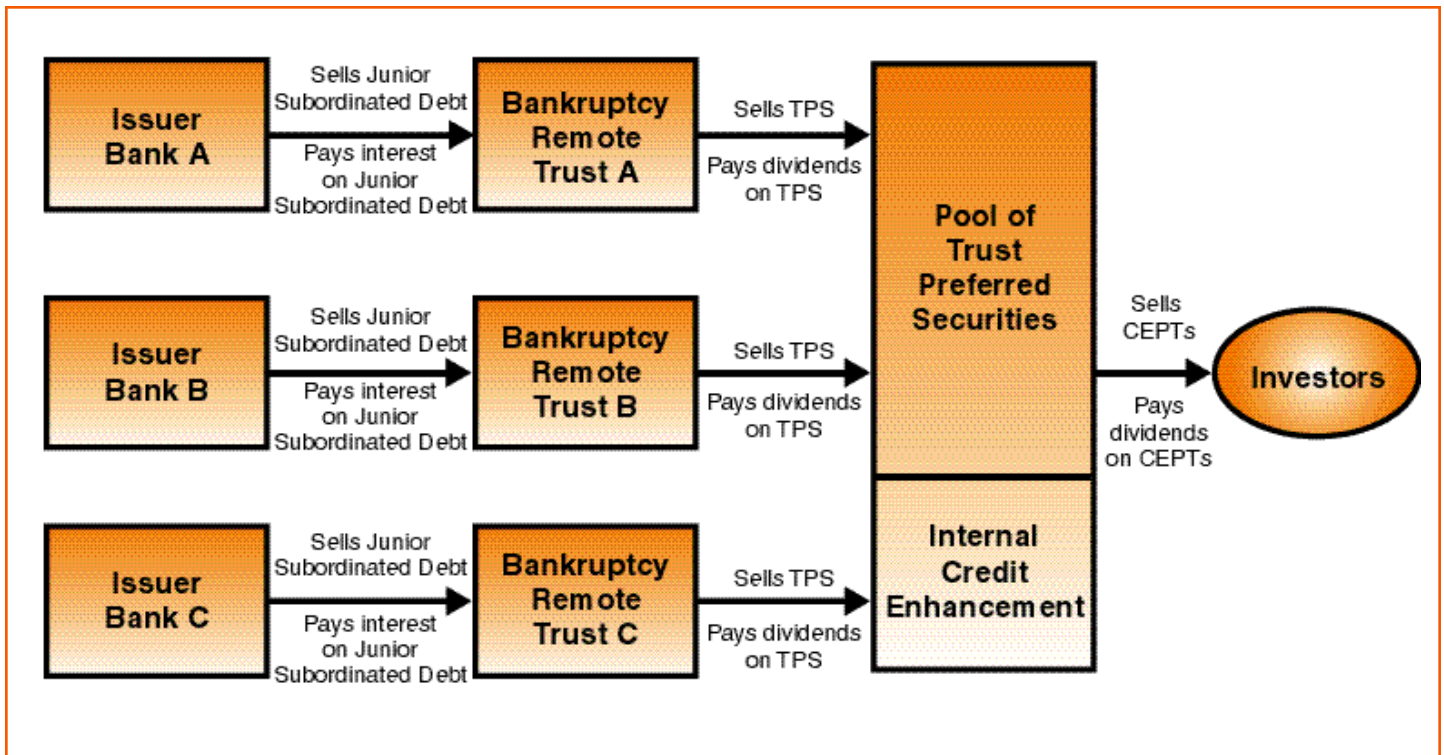 Issuer
Bank A
Sells Junior
Subordinated Debt
Pays interest
on Junior
Subordinated Debt
Bankruptcy
Remote
Trust A
Sells TPS
Pays dividends
on TPS
Issuer
Bank B
Sells Junior
Subordinated Debt
Pays interest
on Junior
Subordinated Debt
Bankruptcy
Remote
Trust B
Sells TPS
Pays dividends
on TPS
Issuer
Bank C
Sells Junior
Subordinated Debt
Pays interest
on Junior
Subordinated Debt
Bankruptcy
Remote
Trust C
Sells TPS
Pays dividends
on TPS
Pool of
Trust
Preferred
Securities
Internal
Credit
Enhancement
Sells
CEPTs
Pays
dividends
on CEPTs
Investors